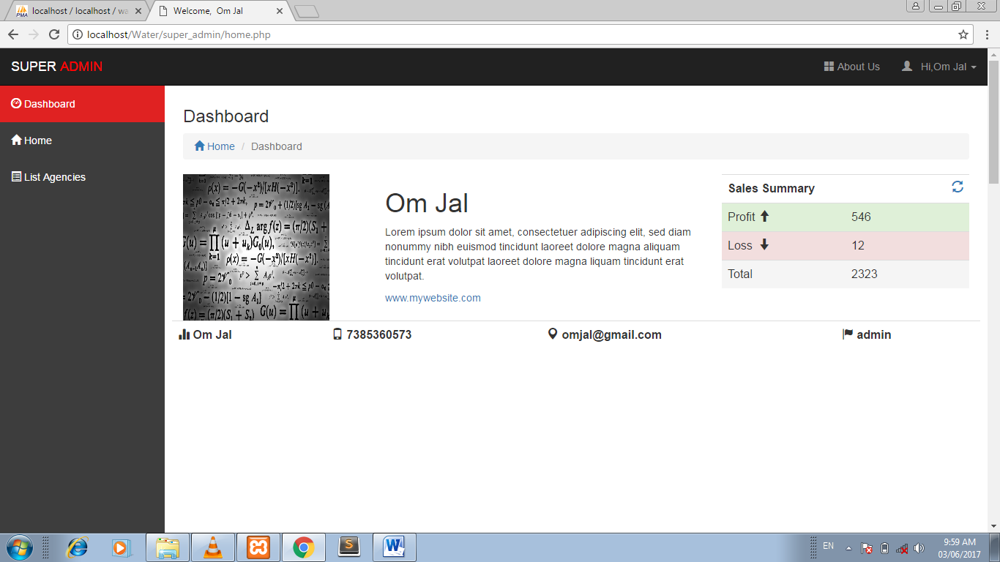 localhost / localhost / wa
Welcome, Om Jal
localhost/Water/super_admin/home.php
SUPER ADMIN
About Us
Hi,Om Jal
Dashboard
Home
List Agencies
Dashboard
Home / Dashboard
Om Jal
Lorem ipsum dolor sit amet, consectetuer adipiscing elit, sed diam
nonummy nibh euismod tincidunt laoreet dolore magna aliquam
tincidunt erat volutpat laoreet dolore magna liquam tincidunt erat
volutpat.
www.mywebsite.com
Sales Summary
Profit 546
Loss 12
Total 2323
Om Jal
7385360573
omjal@gmail.com
admin
EN
9:59 AM
03/06/2017